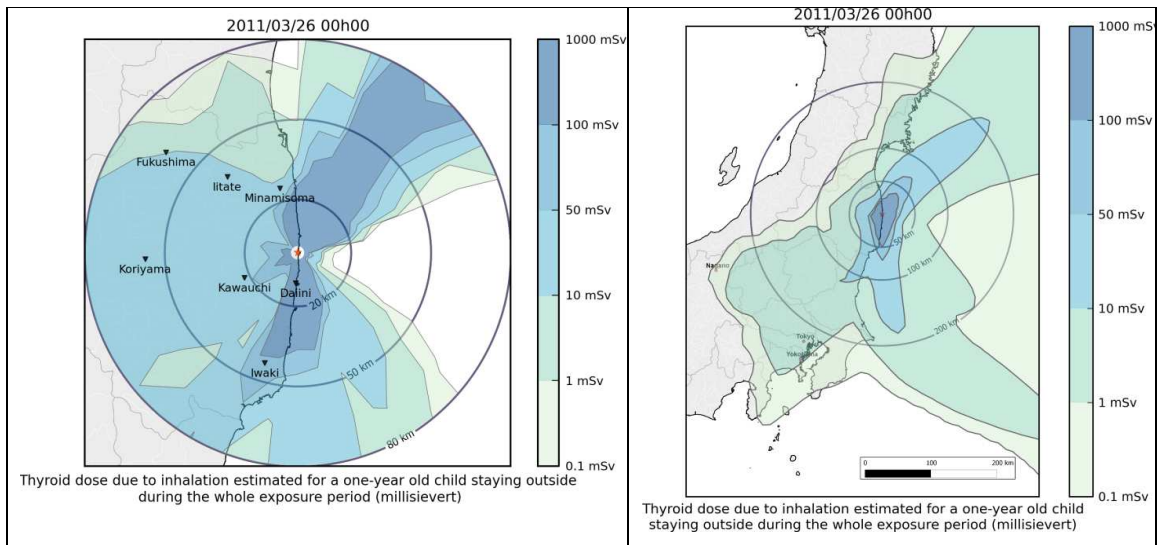 2011/03/26 00h00
1000 mSv
100 mSv
50 mSv
10 mSv
1 mSv
0.1 mSv
Fukushima
Iitate
Minamisoma
Koriyama
Kawauchi
Daiini
Iwaki
20 km
50 km
80 km
Thyroid dose due to inhalation estimated for a one-year old child staying outside
during the whole exposure period (millisievert)
2011/03/26 00h00
1000 mSv
100 mSv
50 mSv
10 mSv
1 mSv
0.1 mSv
Nagano
Tokyo
Yokohama
50 km
100 km
200 km
0 100 200 km
Thyroid dose due to inhalation estimated for a one-year old child
staying outside during the whole exposure period (millisievert)